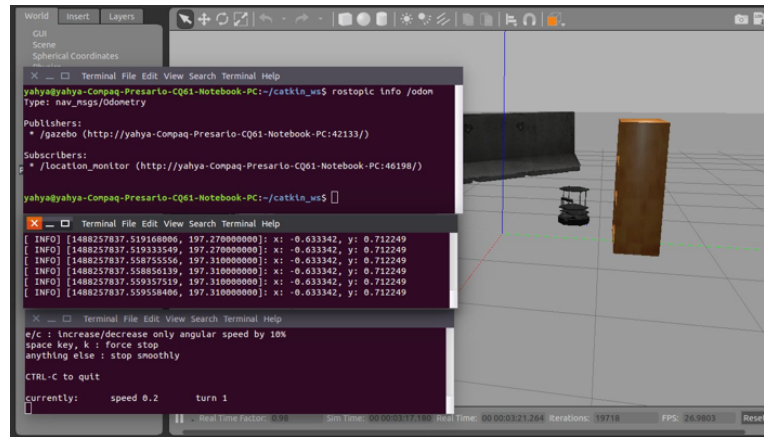 World Insert Layers
GUI
Scene
Spherical Coordinates
Terminal File Edit View Search Terminal Help
yahya@yahya-Compaq-Presario-CQ61-Notebook-PC:~/catkin_ws$ rostopic info /odom
Type: nav_msgs/Odometry
Publishers:
* /gazebo (http://yahya-Compaq-Presario-CQ61-Notebook-PC:42133/)
Subscribers:
* /location_monitor (http://yahya-Compaq-Presario-CQ61-Notebook-PC:46198/)
yahya@yahya-Compaq-Presario-CQ61-Notebook-PC:~/catkin_ws$
Terminal File Edit View Search Terminal Help
[ INFO] [1488257837.519168006, 197.270000000]: x: -0.633342, y: 0.712249
[ INFO] [1488257837.519333549, 197.270000000]: x: -0.633342, y: 0.712249
[ INFO] [1488257837.558755556, 197.310000000]: x: -0.633342, y: 0.712249
[ INFO] [1488257837.558856139, 197.310000000]: x: -0.633342, y: 0.712249
[ INFO] [1488257837.559357519, 197.310000000]: x: -0.633342, y: 0.712249
[ INFO] [1488257837.559558406, 197.310000000]: x: -0.633342, y: 0.712249
Terminal File Edit View Search Terminal Help
e/c : increase/decrease only angular speed by 10%
space key, k : force stop
anything else : stop smoothly
CTRL-C to quit
currently: speed 0.2 turn 1
Real Time Factor: 0.98 Sim Time: 00 00:03:17.180 Real Time: 00 00:03:21.264 Iterations: 19718 FPS: 26.9803 Reset